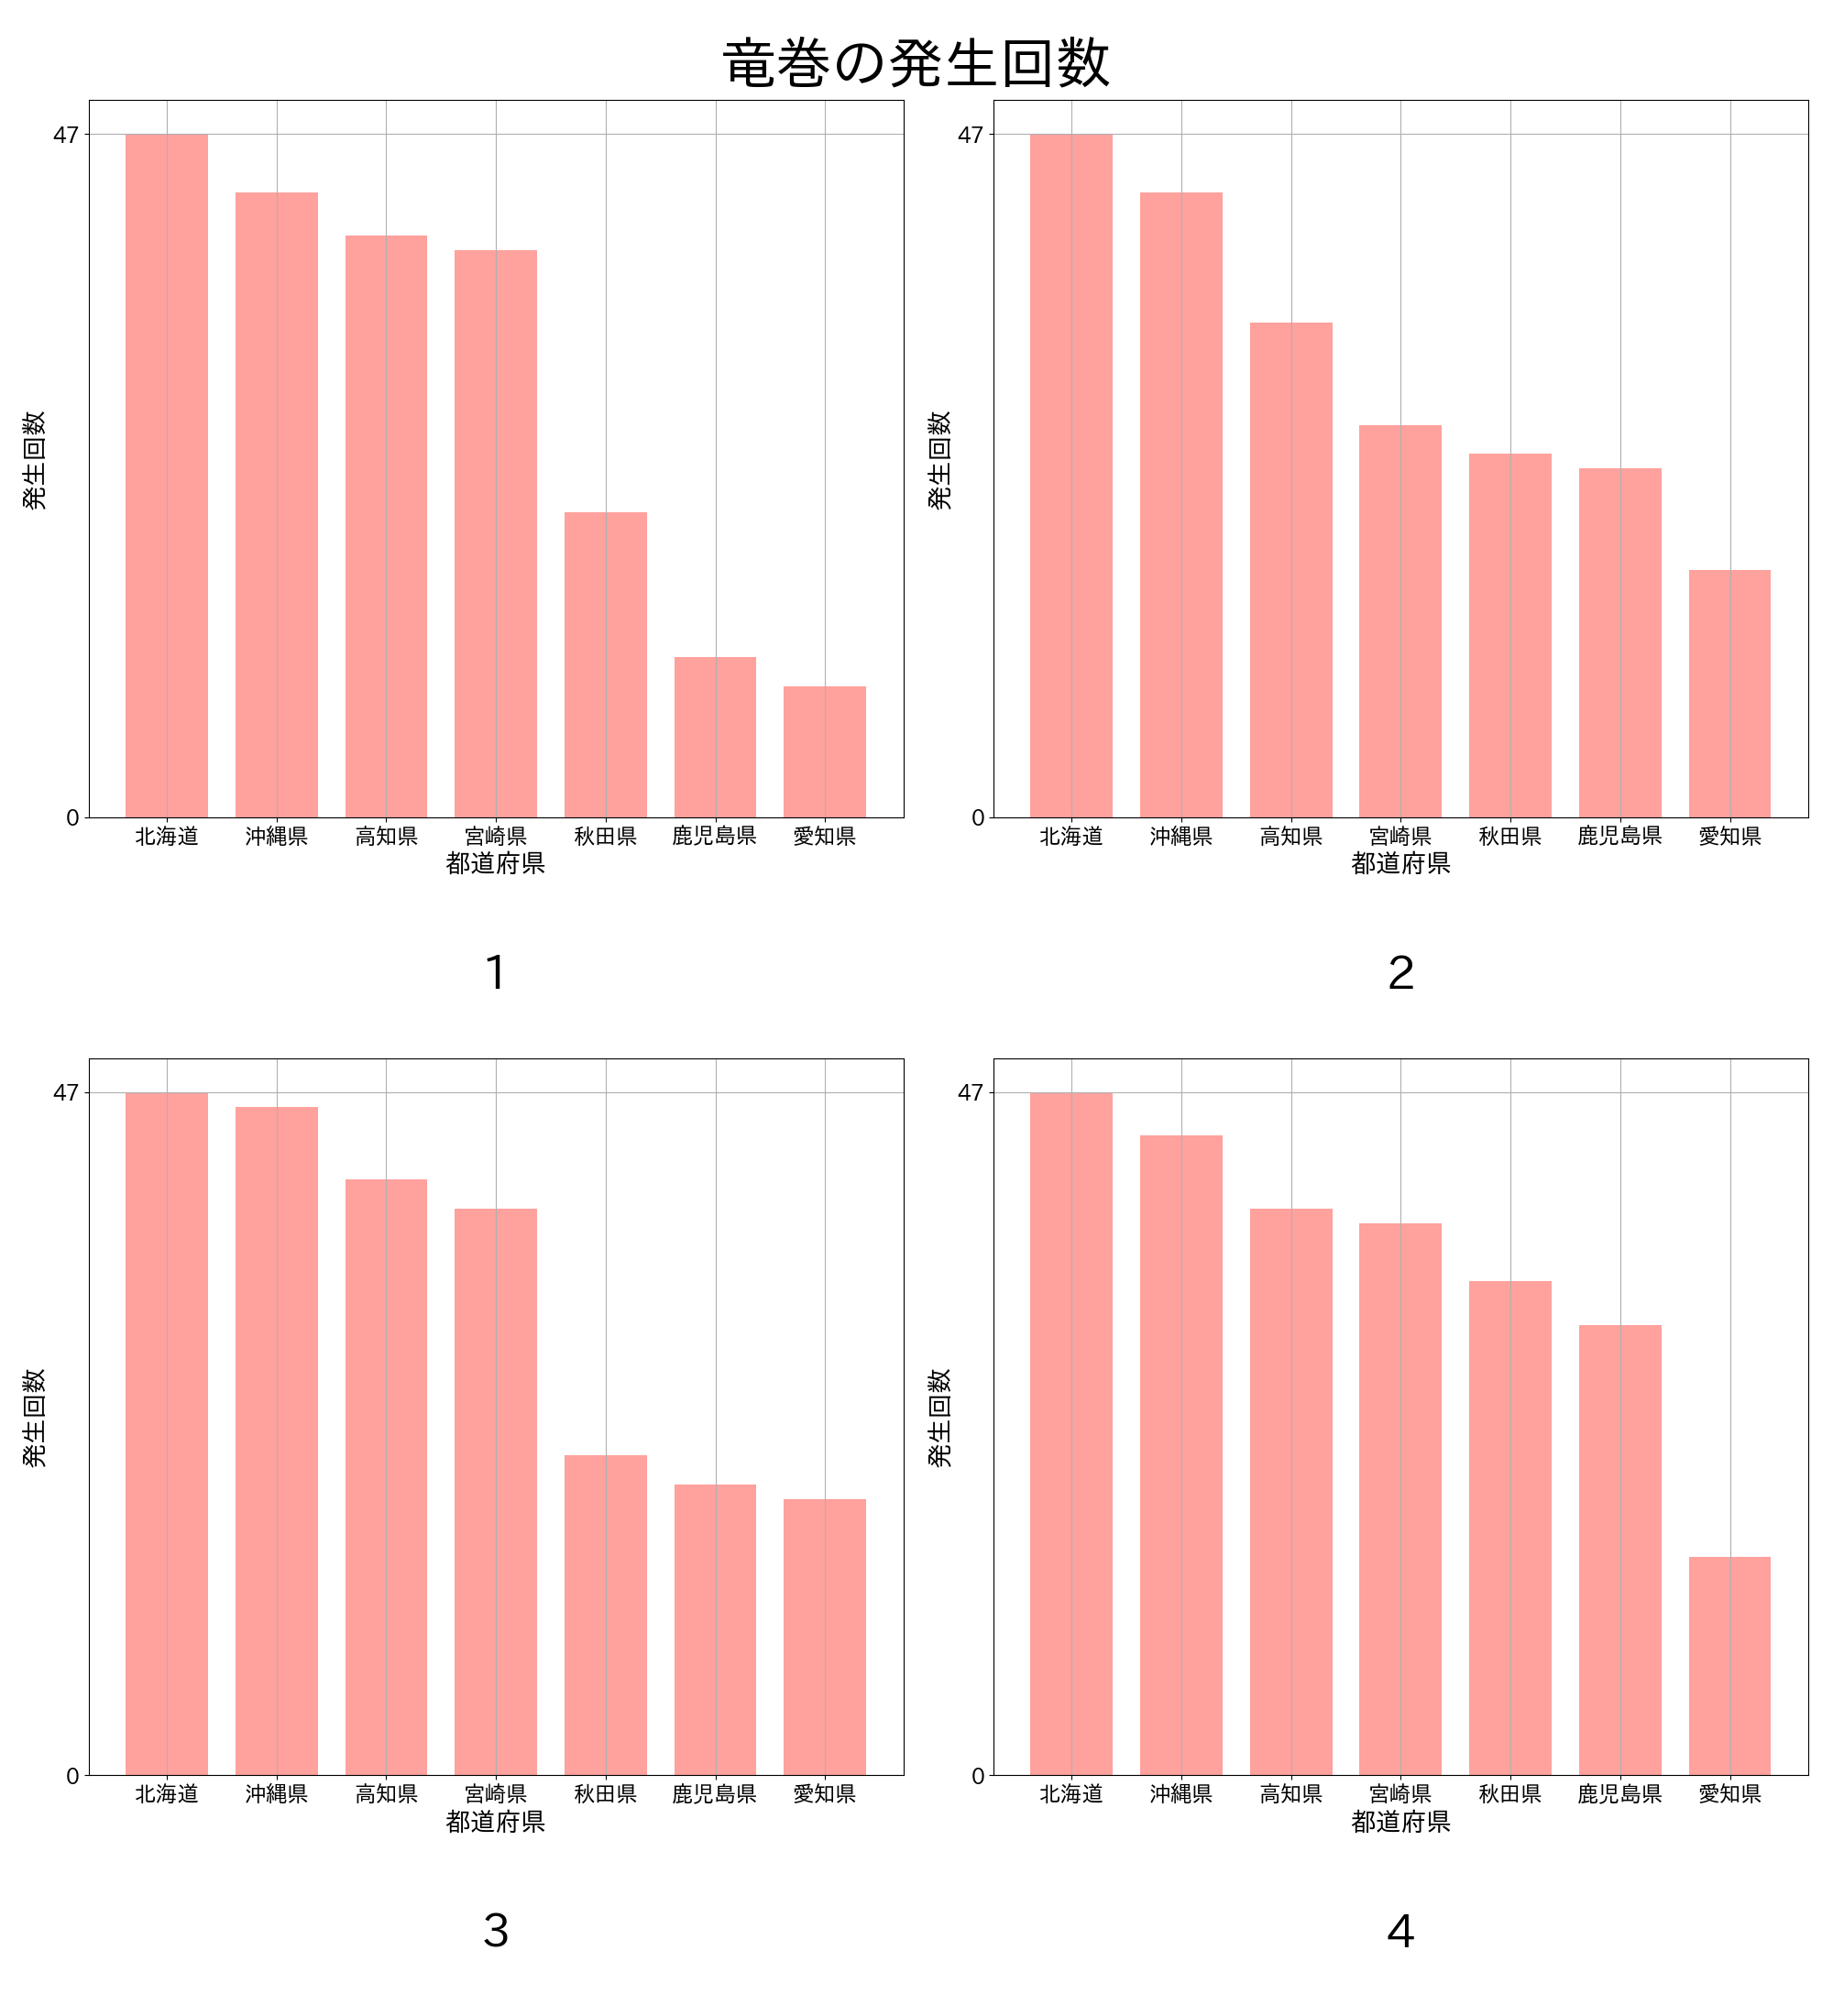 竜巻の発生回数
47
0
発生回数
北海道 沖縄県 高知県 宮崎県 秋田県 鹿児島県 愛知県
都道府県
1
47
0
発生回数
北海道 沖縄県 高知県 宮崎県 秋田県 鹿児島県 愛知県
都道府県
2
47
0
発生回数
北海道 沖縄県 高知県 宮崎県 秋田県 鹿児島県 愛知県
都道府県
3
47
0
発生回数
北海道 沖縄県 高知県 宮崎県 秋田県 鹿児島県 愛知県
都道府県
4